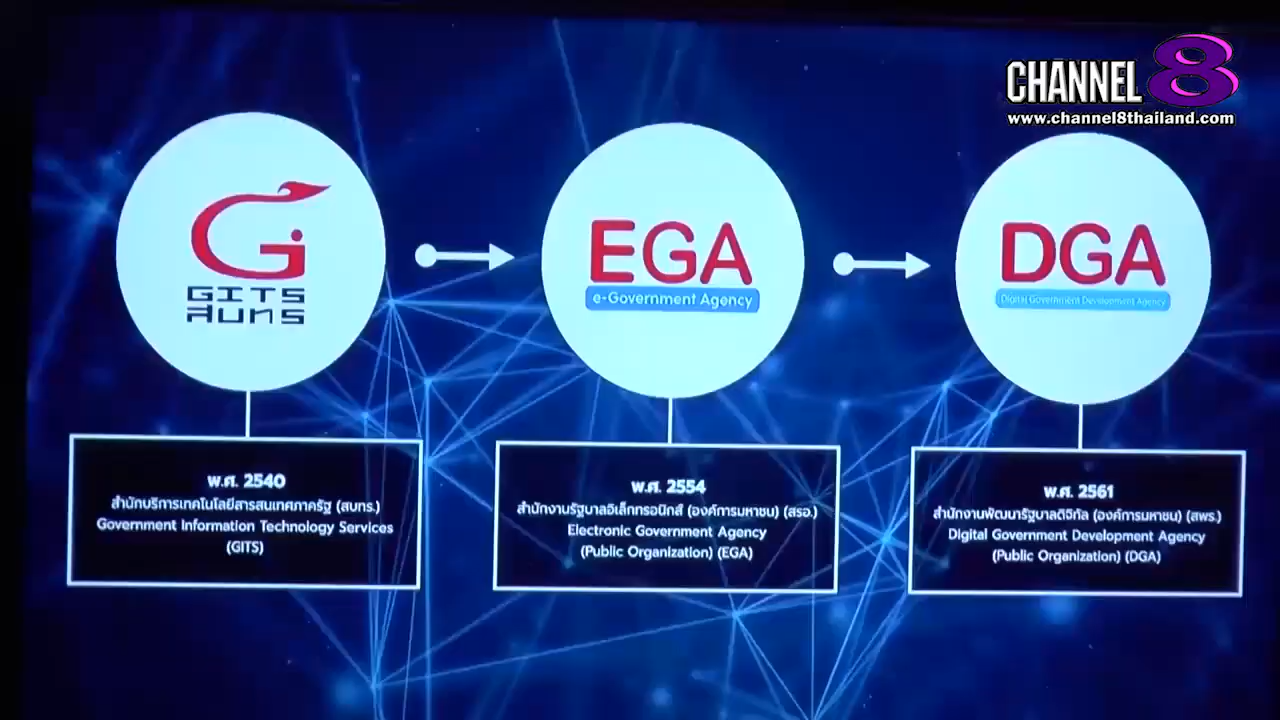 CHANNEL 8
www.channel8thailand.com
GITS
สบทร
EGA
e-Government Agency
DGA
Digital Government Development Agency
พ.ศ. 2540
สำนักบริการเทคโนโลยีสารสนเทศภาครัฐ (สบทร.)
Government Information Technology Services
(GITS)
พ.ศ. 2554
สำนักงานรัฐบาลอิเล็กทรอนิกส์ (องค์การมหาชน) (สรอ.)
Electronic Government Agency
(Public Organization) (EGA)
พ.ศ. 2561
สำนักงานพัฒนารัฐบาลดิจิทัล (องค์การมหาชน) (สพร.)
Digital Government Development Agency
(Public Organization) (DGA)